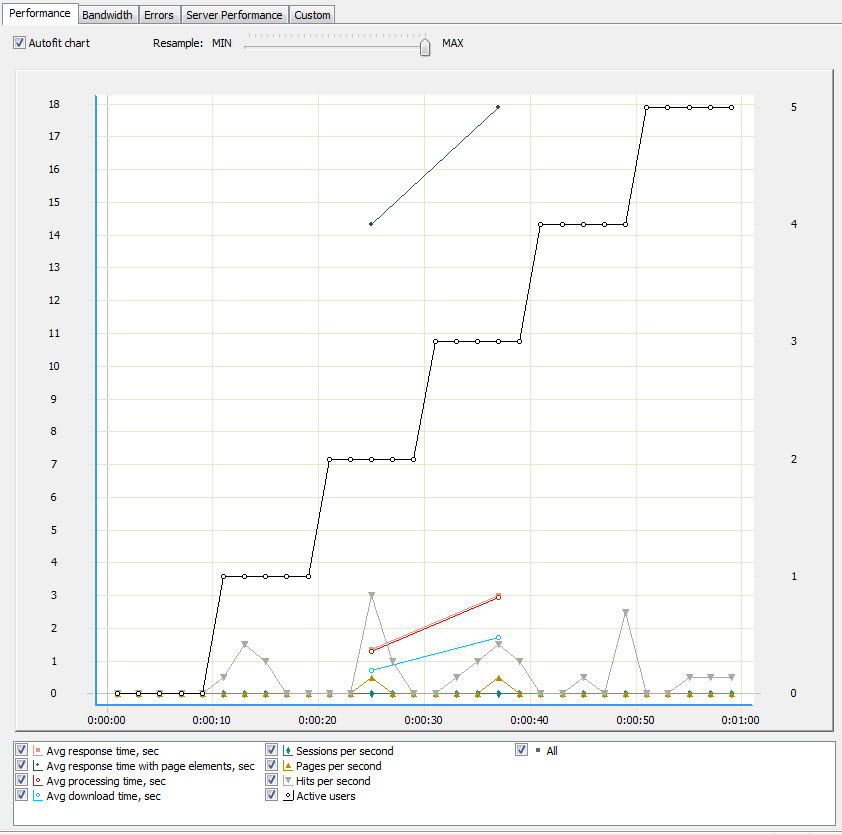 Performance Bandwidth Errors Server Performance Custom
Autofit chart Resample: MIN MAX
18 5
17
16
15
14 4
13
12
11 3
10
9
8
7 2
6
5
4 1
3
2
1
0 0
0:00:00 0:00:10 0:00:20 0:00:30 0:00:40 0:00:50 0:01:00
Avg response time, sec Sessions per second All
Avg response time with page elements, sec Pages per second
Avg processing time, sec Hits per second
Avg download time, sec Active users